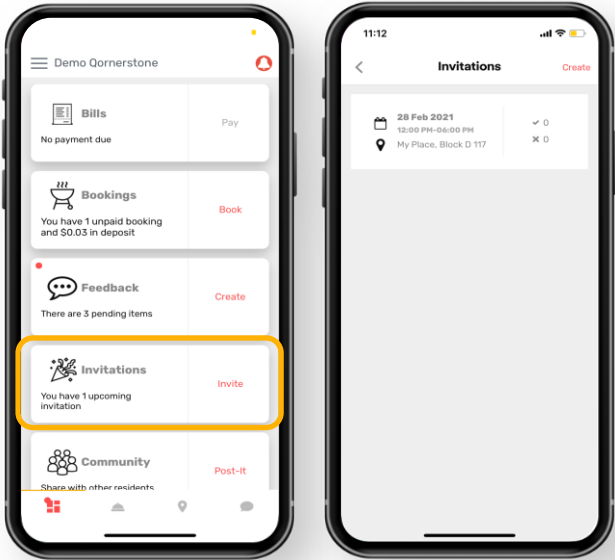 Demo Qornerstone
Bills
Pay
No payment due
Bookings
Book
You have 1 unpaid booking
and $0.03 in deposit
Feedback
Create
There are 3 pending items
Invitations
Invite
You have 1 upcoming
invitation
Community
Post-It
Share with other residents
11:12
Invitations
Create
28 Feb 2021
12:00 PM-06:00 PM
My Place, Block D 117
0
0